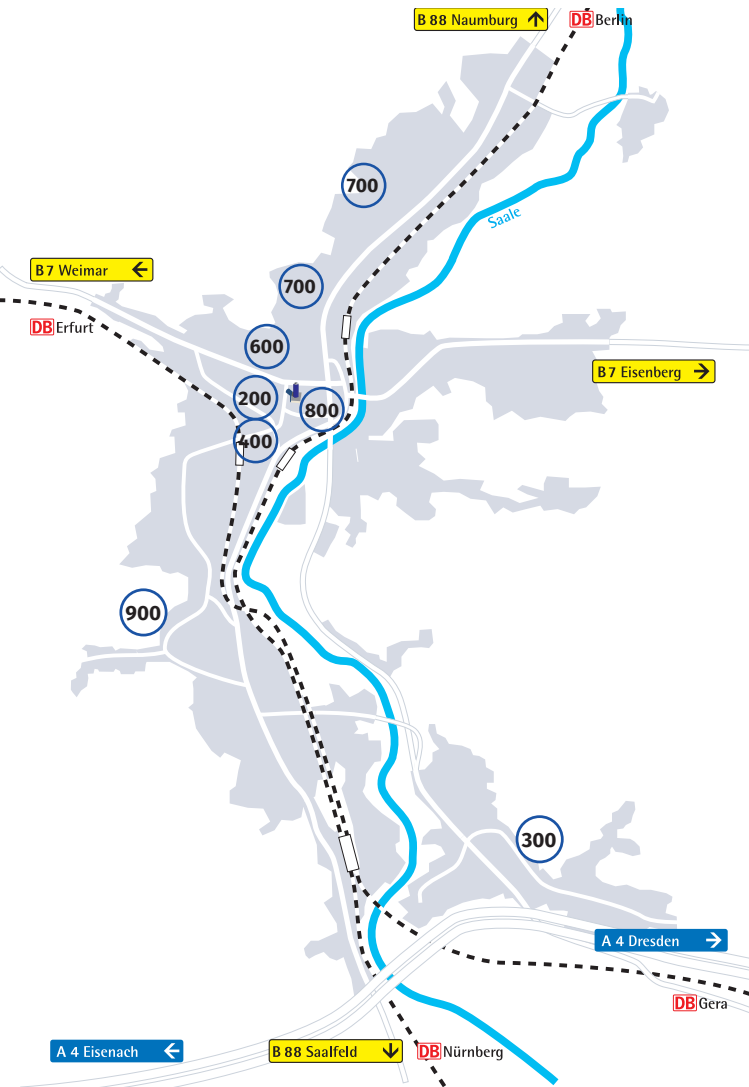 B 88 Naumburg ↑
DB Berlin
700
Saale
B 7 Weimar ←
700
DB Erfurt
600
B 7 Eisenberg →
200
800
400
900
300
A 4 Dresden →
DB Gera
A 4 Eisenach ←
B 88 Saalfeld ↓
DB Nürnberg